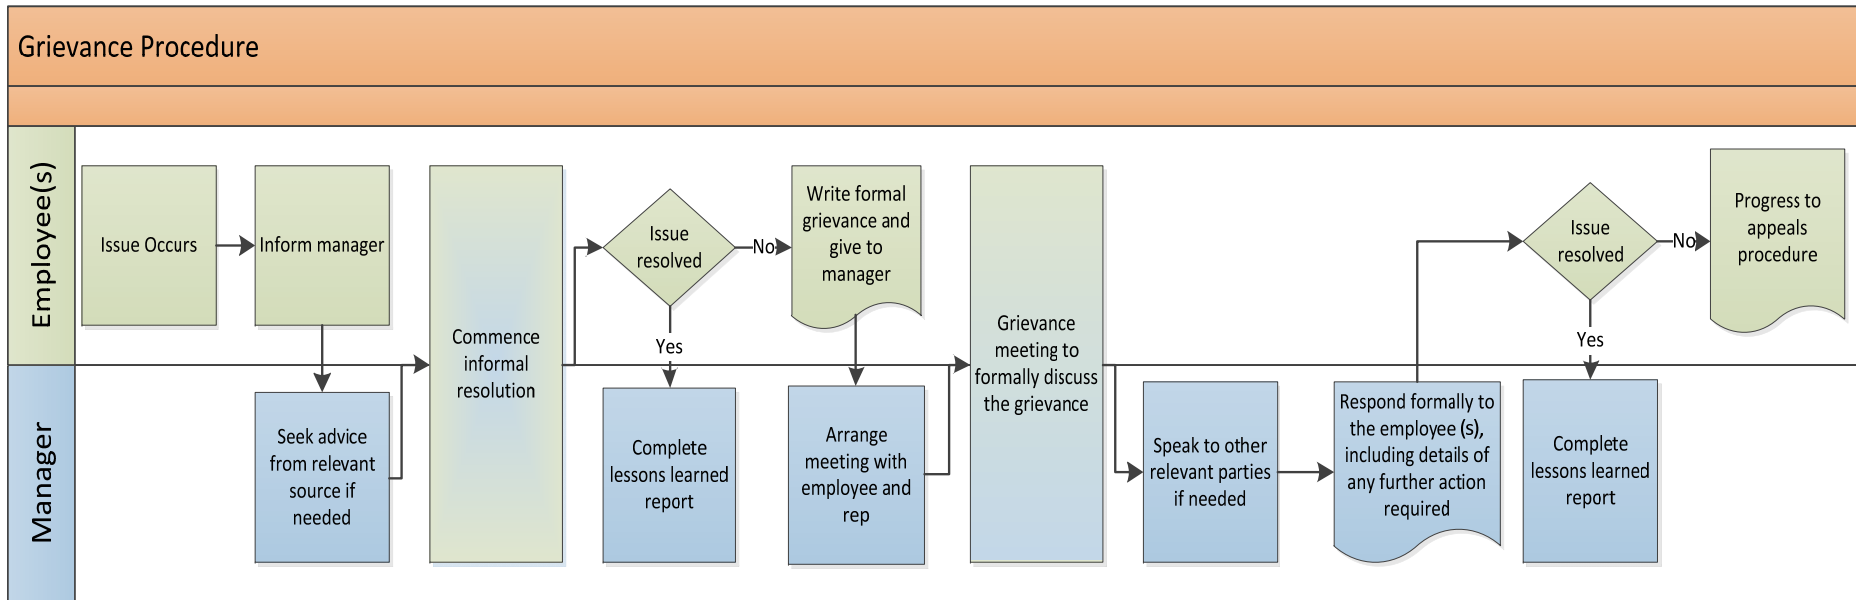 Grievance Procedure
Employee(s)
Issue Occurs
Inform manager
Commence
informal
resolution
Issue
resolved
No
Write formal
grievance and
give to
manager
Yes
Grievance
meeting to
formally discuss
the grievance
Issue
resolved
No
Progress to
appeals
procedure
Yes
Manager
Seek advice
from relevant
source if
needed
Complete
lessons learned
report
Arrange
meeting with
employee and
rep
Speak to other
relevant parties
if needed
Respond formally to
the employee (s),
including details of
any further action
required
Complete
lessons learned
report